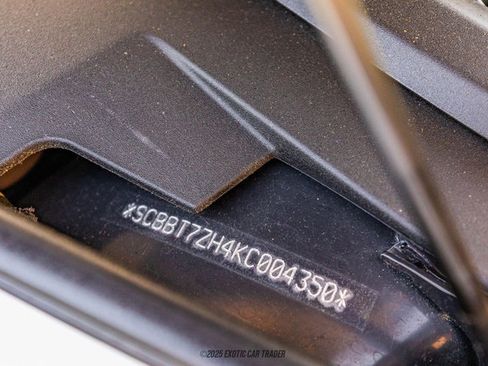 *SCBBT7ZH4KC004350*
©2025 EXOTIC CAR TRADER